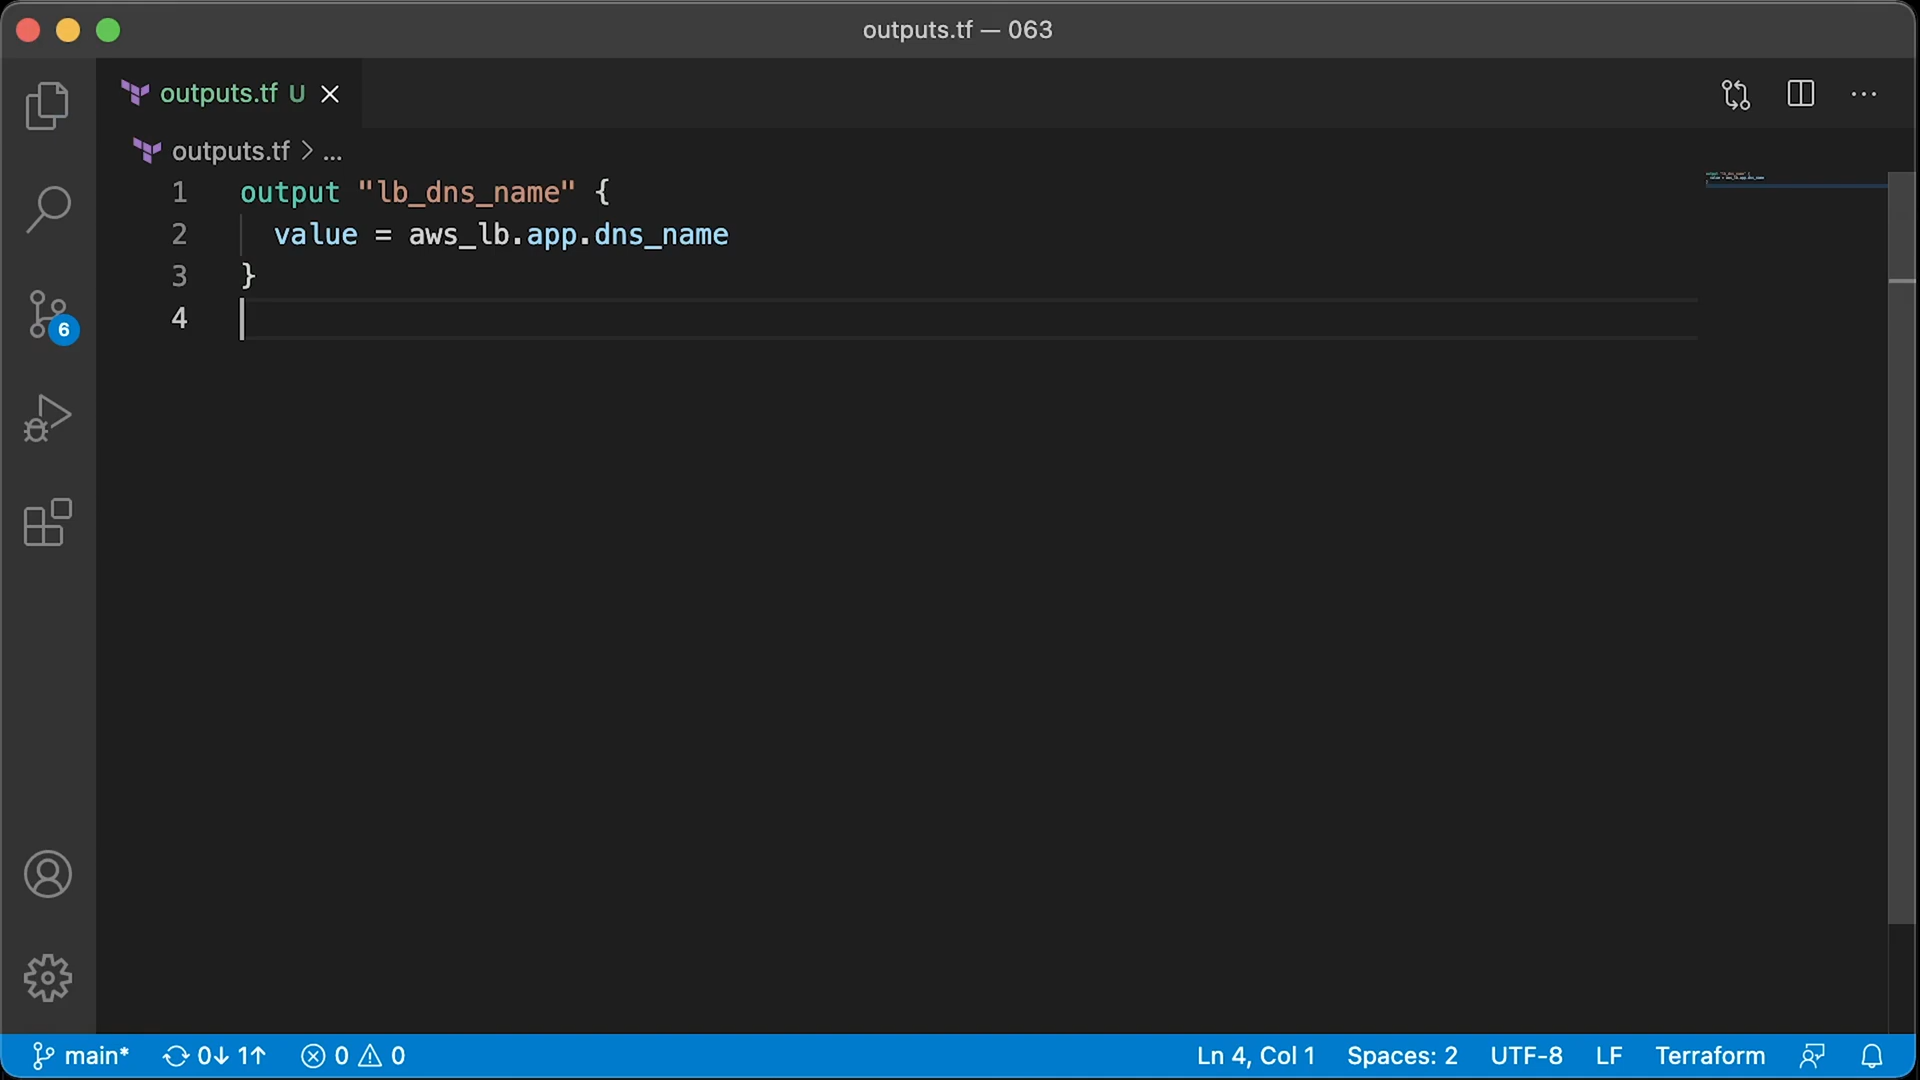 outputs.tf — 063
outputs.tf U
outputs.tf > ...
1 output "lb_dns_name" {
2 value = aws_lb.app.dns_name
3 }
4
6
main* 0↓ 1↑ 0 0 Ln 4, Col 1 Spaces: 2 UTF-8 LF Terraform